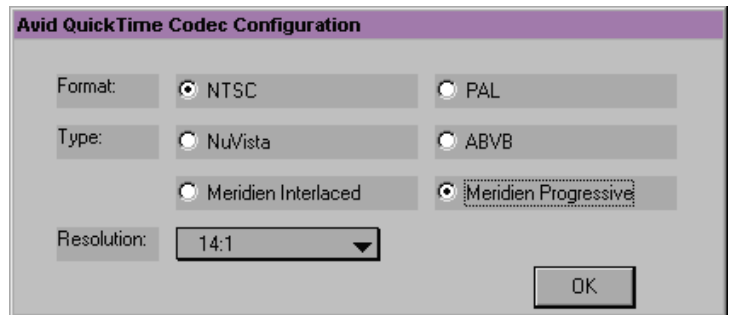 Avid QuickTime Codec Configuration
Format: NTSC PAL
Type: NuVista ABVB
Meridien Interlaced Meridien Progressive
Resolution: 14:1
OK